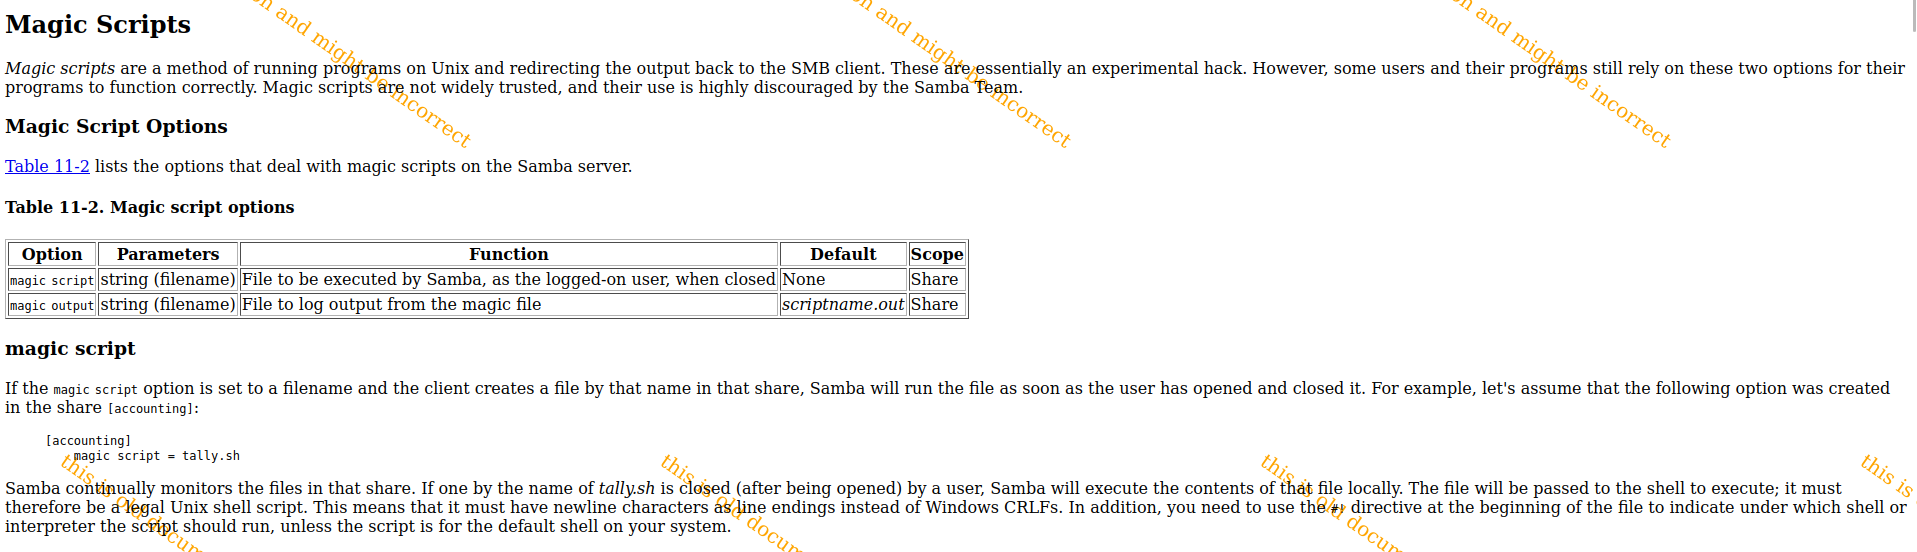 Magic Scripts
Magic scripts are a method of running programs on Unix and redirecting the output back to the SMB client. These are essentially an experimental hack. However, some users and their programs still rely on these two options for their
programs to function correctly. Magic scripts are not widely trusted, and their use is highly discouraged by the Samba Team.
Magic Script Options
Table 11-2 lists the options that deal with magic scripts on the Samba server.
Table 11-2. Magic script options
Option Parameters Function Default Scope
magic script string (filename) File to be executed by Samba, as the logged-on user, when closed None Share
magic output string (filename) File to log output from the magic file scriptname.out Share
magic script
If the magic script option is set to a filename and the client creates a file by that name in that share, Samba will run the file as soon as the user has opened and closed it. For example, let's assume that the following option was created
in the share [accounting]:
[accounting]
magic script = tally.sh
Samba continually monitors the files in that share. If one by the name of tally.sh is closed (after being opened) by a user, Samba will execute the contents of that file locally. The file will be passed to the shell to execute; it must
therefore be a legal Unix shell script. This means that it must have newline characters as line endings instead of Windows CRLFs. In addition, you need to use the #! directive at the beginning of the file to indicate under which shell or
interpreter the script should run, unless the script is for the default shell on your system.
and might be incorrect
and might be incorrect
and might be incorrect
this is old
this is old
this is old
this is